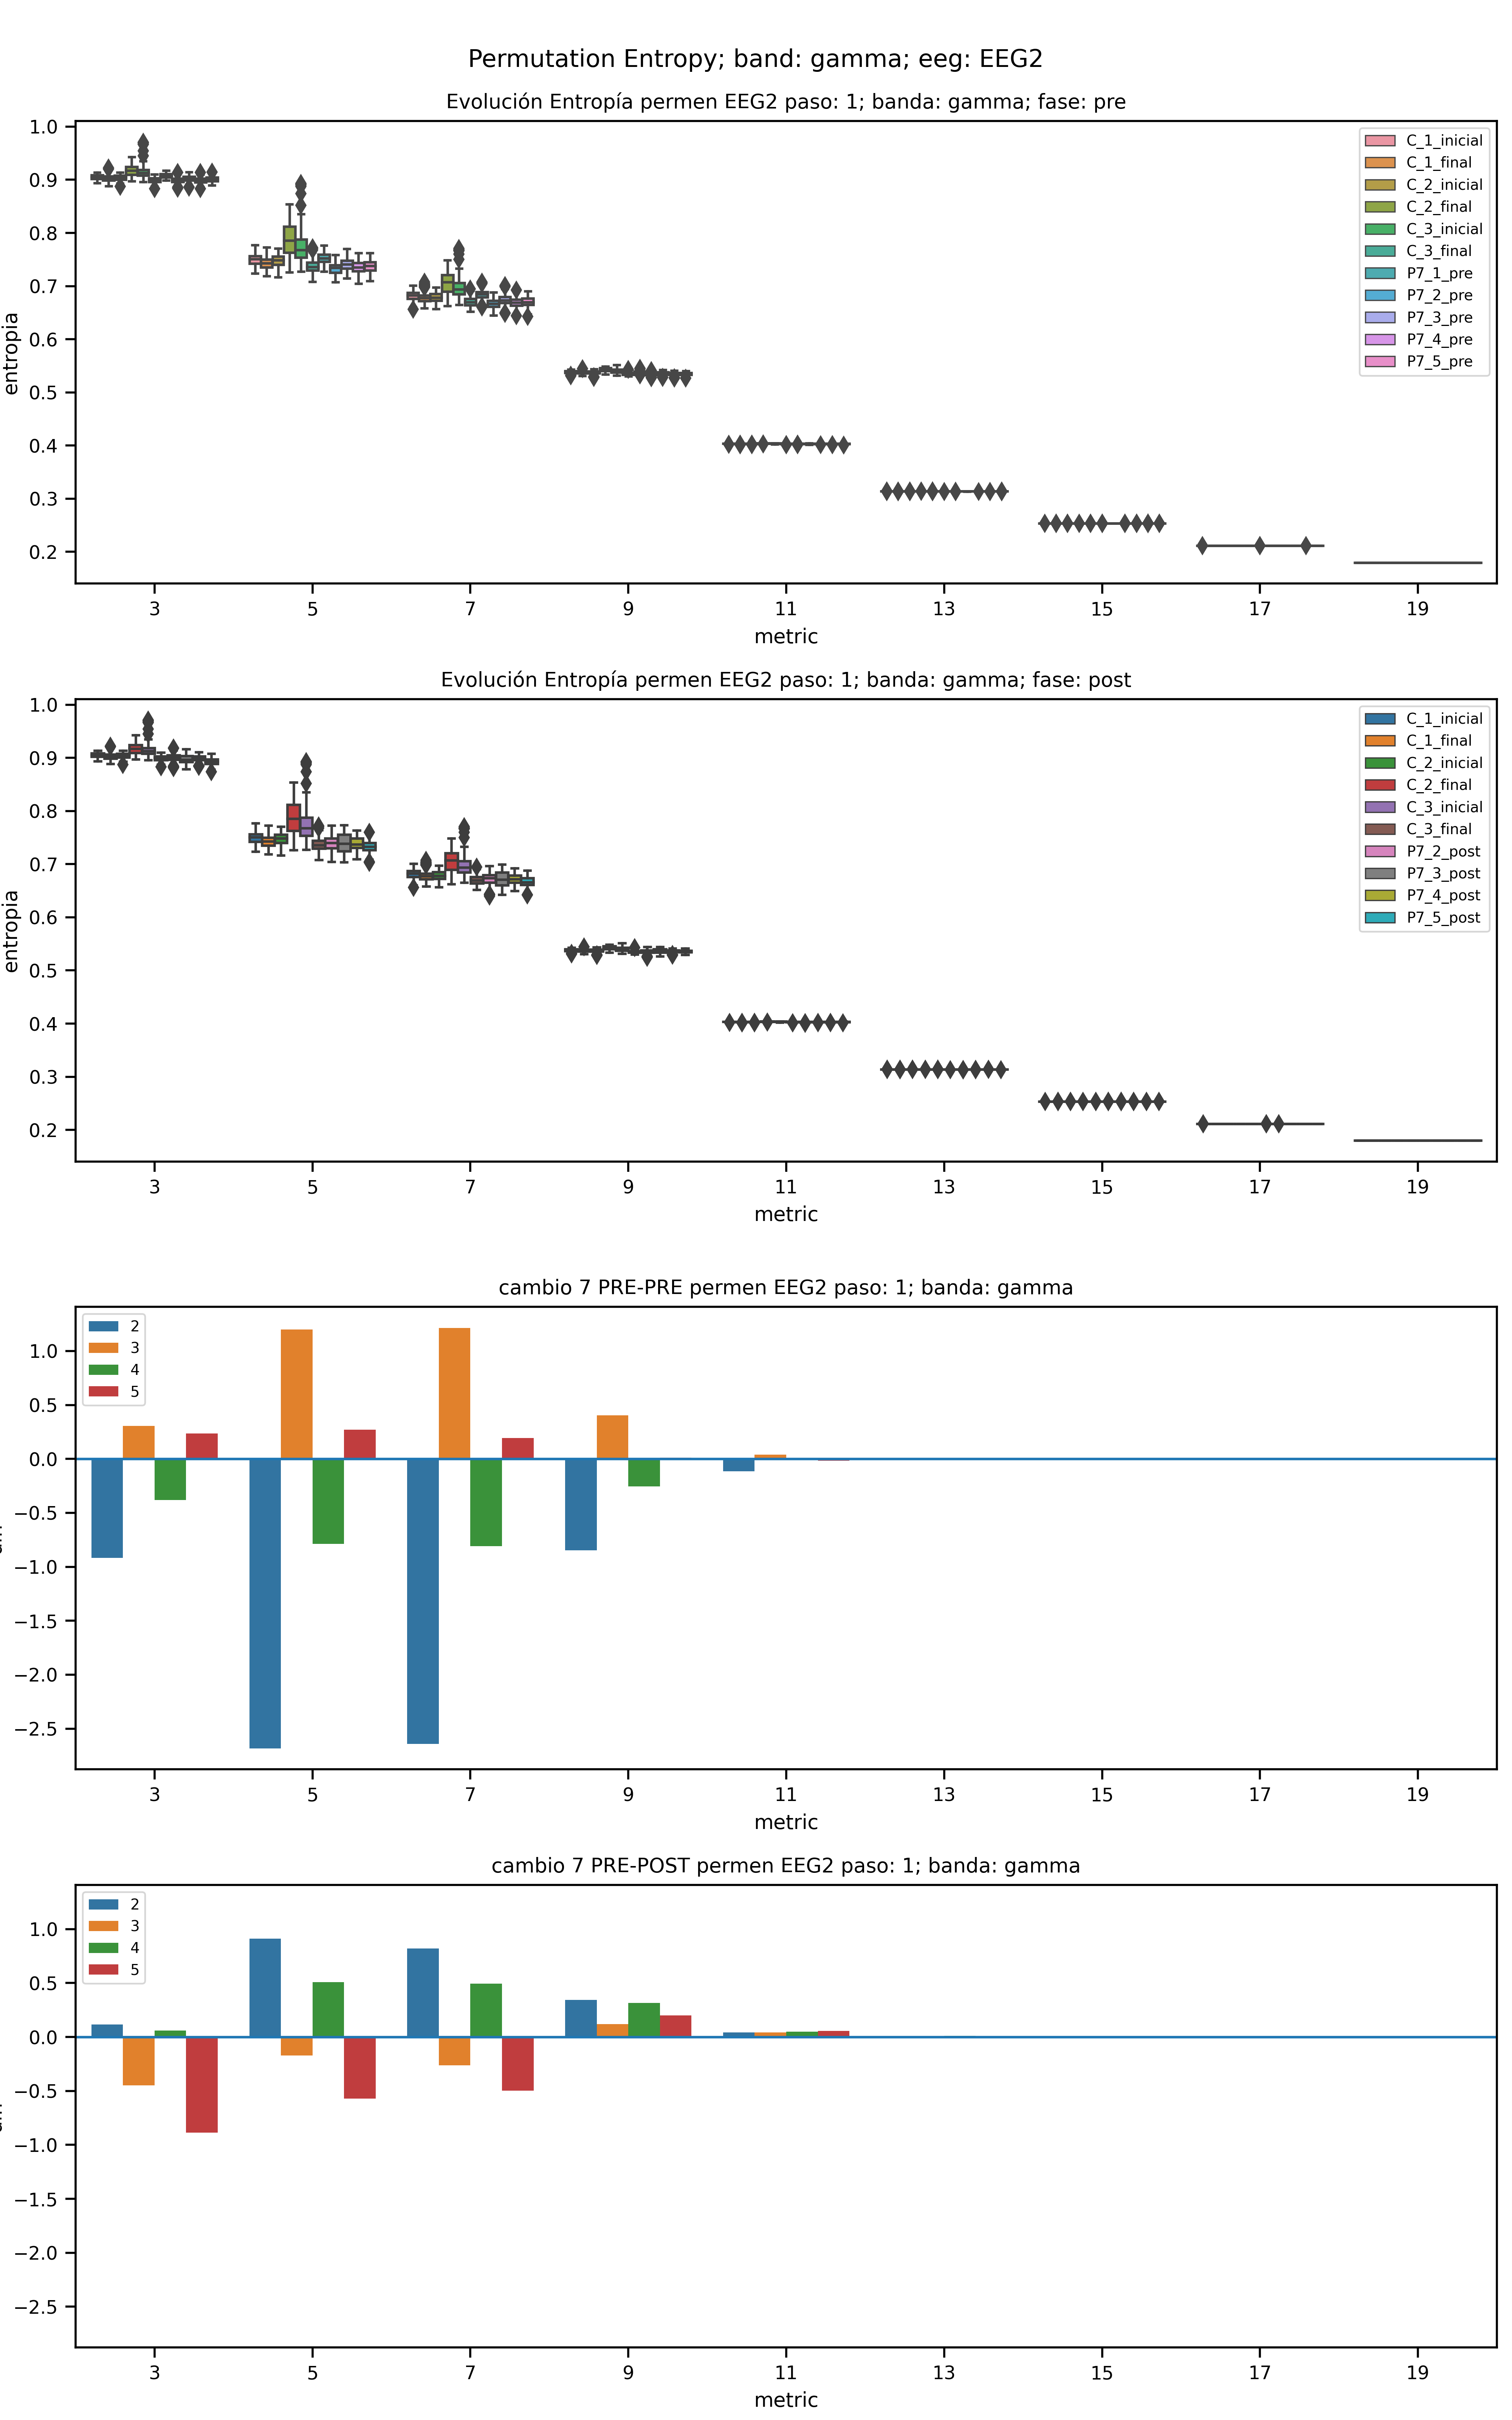 Permutation Entropy; band: gamma; eeg: EEG2
Evolución Entropía permen EEG2 paso: 1; banda: gamma; fase: pre
1.0
0.9
0.8
0.7
0.6
0.5
0.4
0.3
0.2
entropia
C_1_inicial
C_1_final
C_2_inicial
C_2_final
C_3_inicial
C_3_final
P7_1_pre
P7_2_pre
P7_3_pre
P7_4_pre
P7_5_pre
3 5 7 9 11 13 15 17 19
metric
Evolución Entropía permen EEG2 paso: 1; banda: gamma; fase: post
1.0
0.9
0.8
0.7
0.6
0.5
0.4
0.3
0.2
entropia
C_1_inicial
C_1_final
C_2_inicial
C_2_final
C_3_inicial
C_3_final
P7_2_post
P7_3_post
P7_4_post
P7_5_post
3 5 7 9 11 13 15 17 19
metric
cambio 7 PRE-PRE permen EEG2 paso: 1; banda: gamma
2
3
4
5
1.0
0.5
0.0
−0.5
−1.0
−1.5
−2.0
−2.5
3 5 7 9 11 13 15 17 19
metric
cambio 7 PRE-POST permen EEG2 paso: 1; banda: gamma
2
3
4
5
1.0
0.5
0.0
−0.5
−1.0
−1.5
−2.0
−2.5
3 5 7 9 11 13 15 17 19
metric